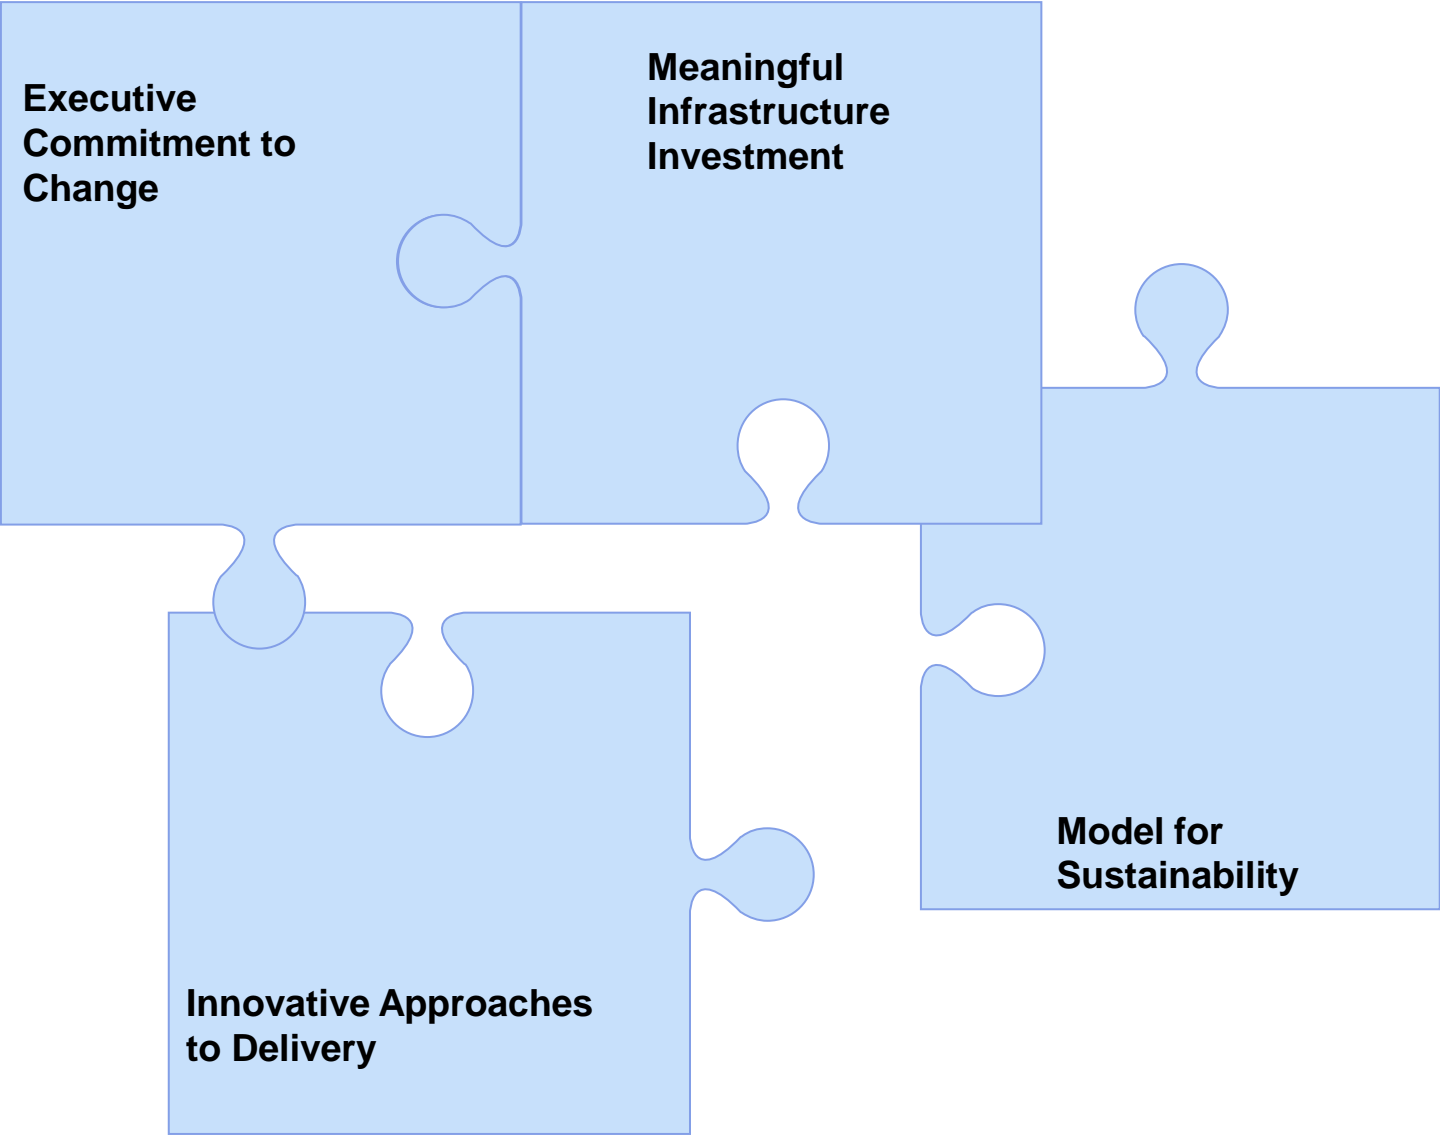 Executive
Commitment to
Change
Meaningful
Infrastructure
Investment
Model for
Sustainability
Innovative Approaches
to Delivery